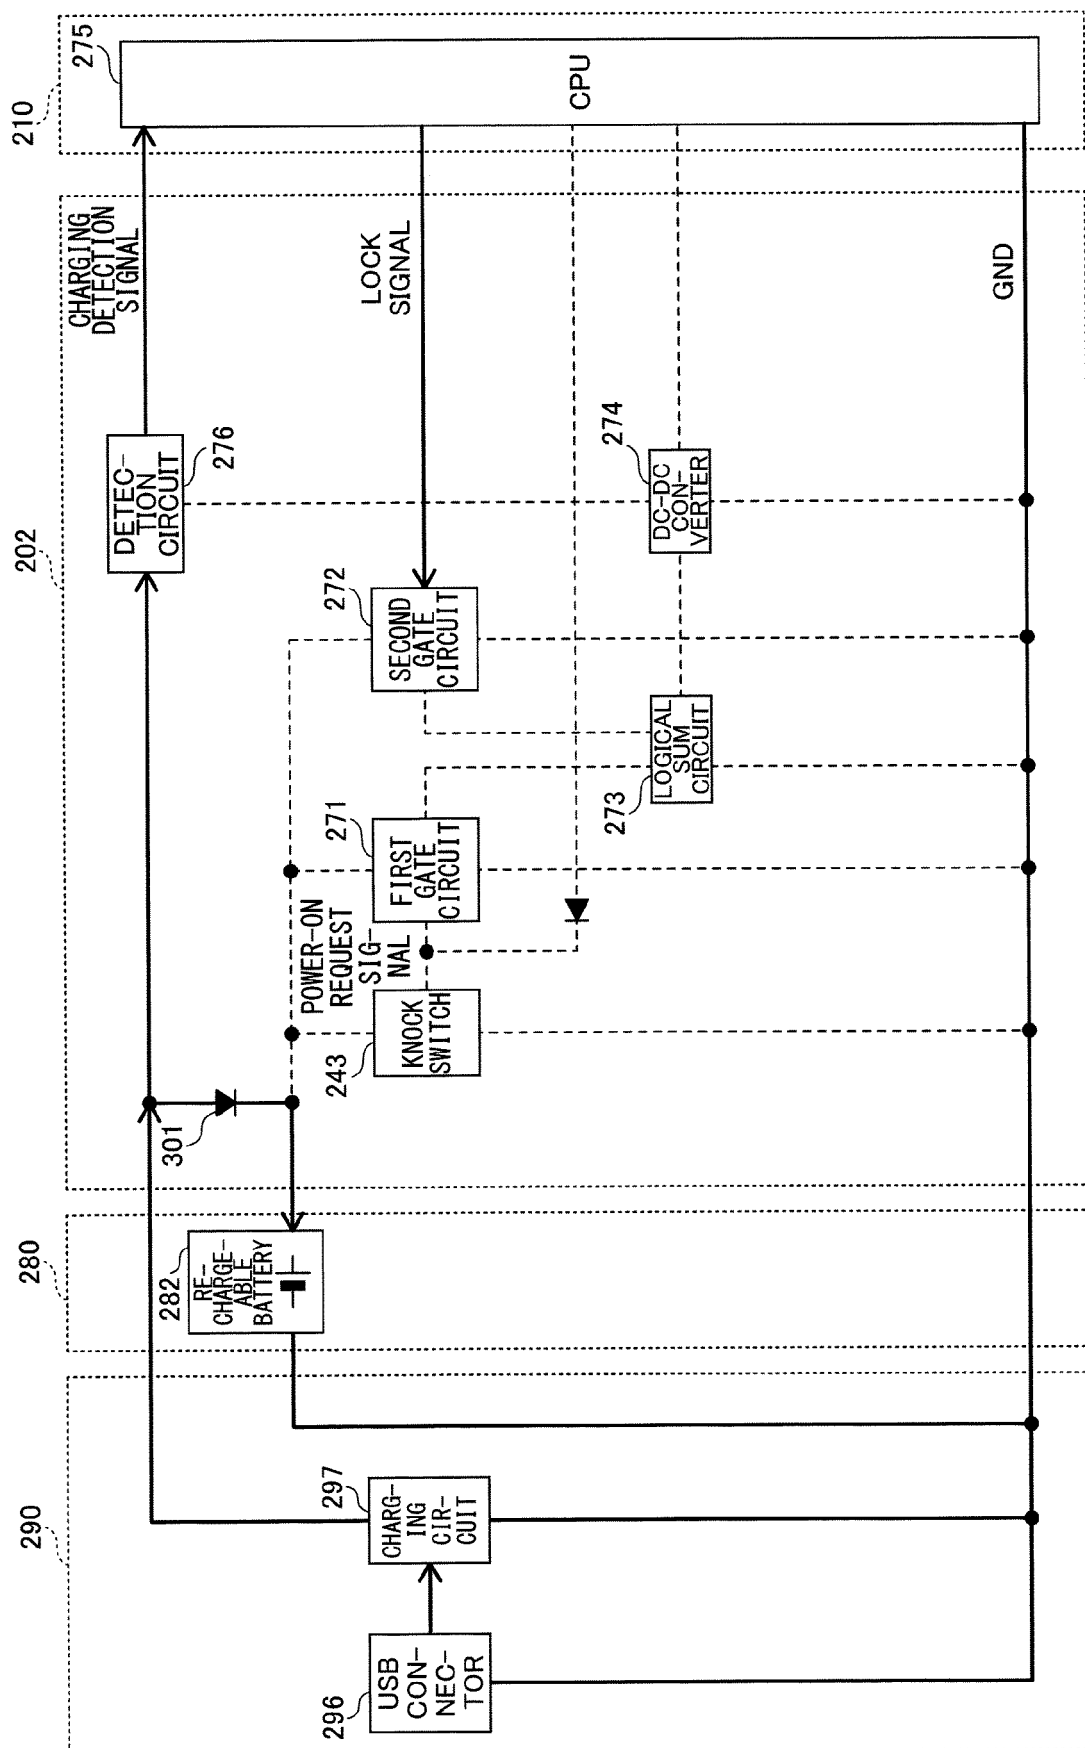 290
280
202
210
USB
CON-
NEC-
TOR
296
CHARG-
ING
CIR-
CUIT
297
RE-
CHARGE-
ABLE
BATTERY
282
301
KNOCK
SWITCH
243
POWER-ON
REQUEST
SIG-
NAL
FIRST
GATE
CIRCUIT
271
SECOND
GATE
CIRCUIT
272
LOGICAL
SUM
CIRCUIT
273
DC-DC
CON-
VERTER
274
DETEC-
TION
CIRCUIT
276
CHARGING
DETECTION
SIGNAL
LOCK
SIGNAL
GND
CPU
275